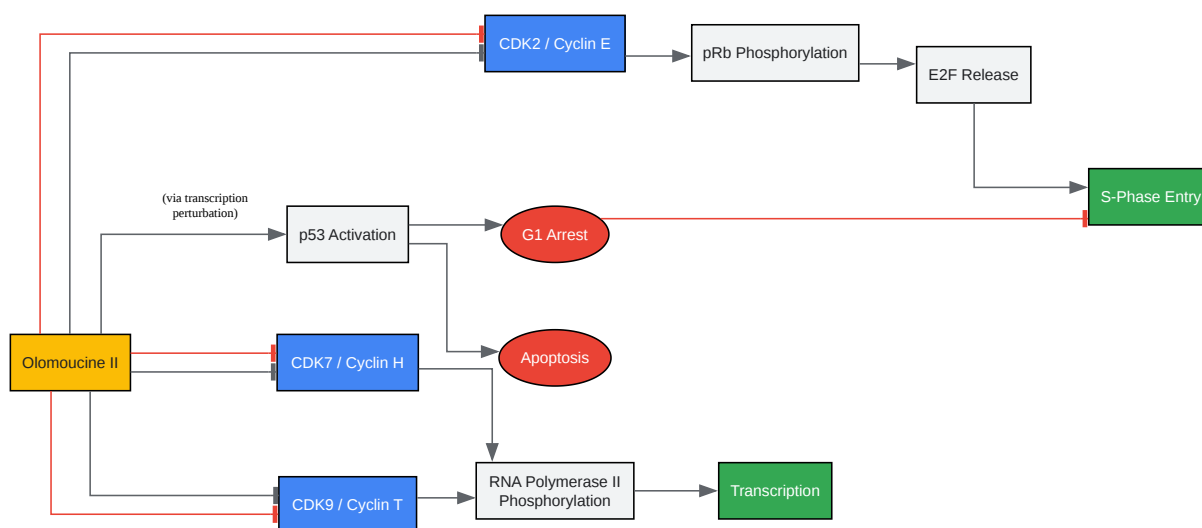 CDK2 / Cyclin E
pRb Phosphorylation
E2F Release
S-Phase Entry
(via transcription
perturbation)
p53 Activation
G1 Arrest
Olomoucine II
CDK7 / Cyclin H
Apoptosis
CDK9 / Cyclin T
RNA Polymerase II
Phosphorylation
Transcription